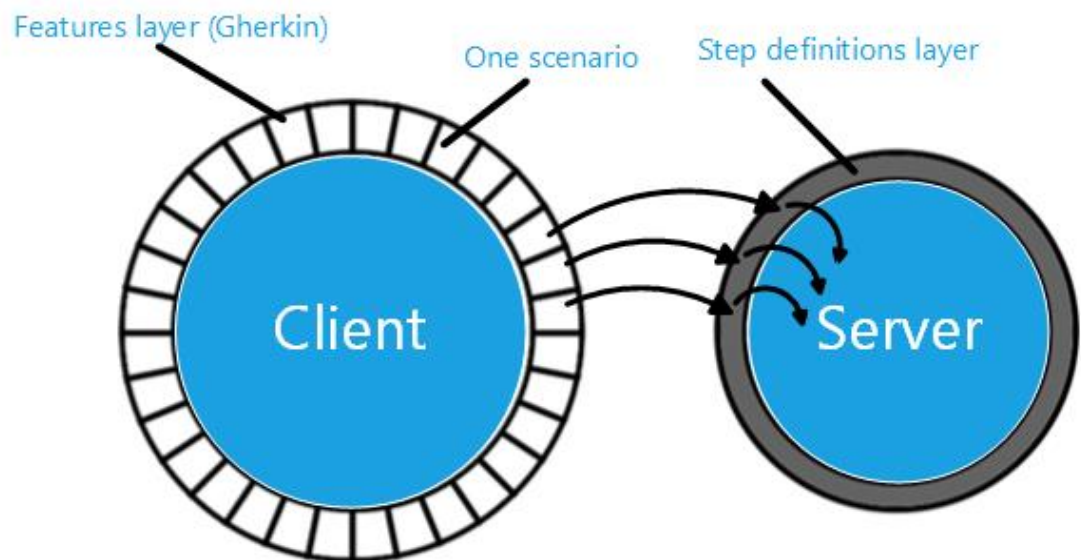 Features layer (Gherkin)
One scenario
Step definitions layer
Client
Server